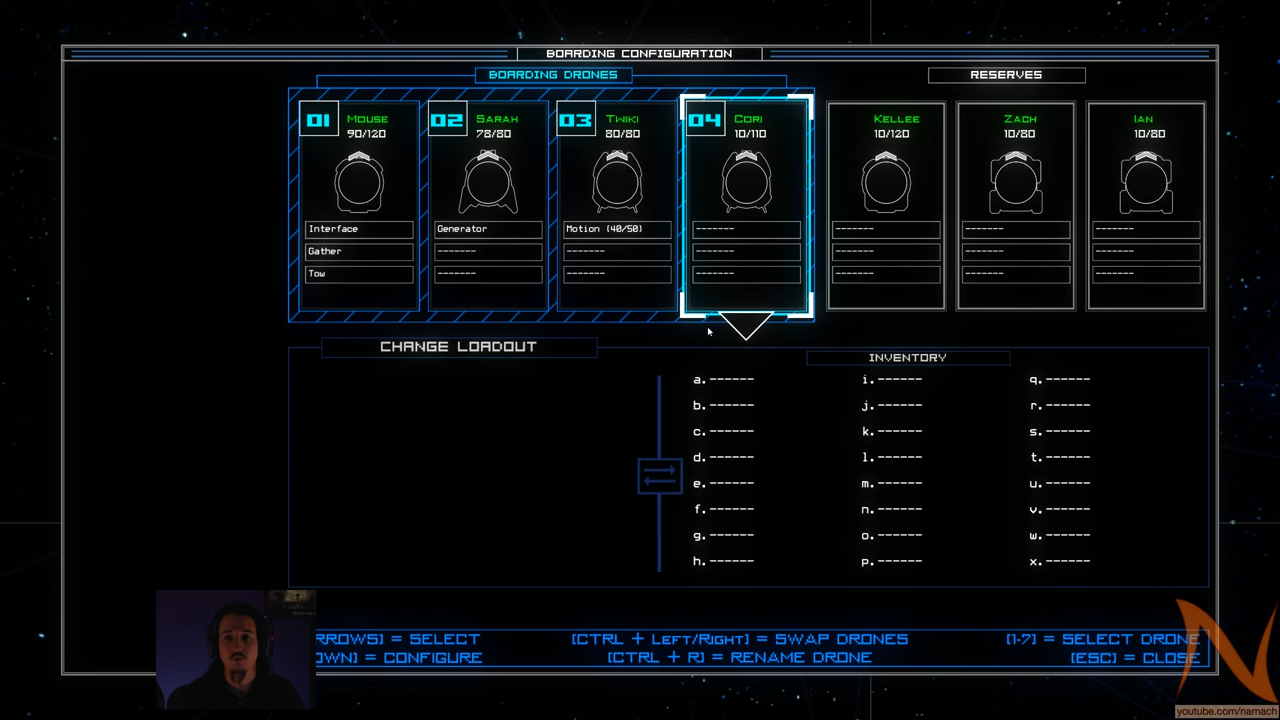 BOARDING CONFIGURATION
BOARDING DRONES
RESERVES
01 Mouse
90/120
Interface
Gather
Tow
02 Sarah
78/80
Generator
-------
-------
03 Twiki
80/80
Motion (40/50)
-------
-------
04 Cori
10/110
-------
-------
-------
Kellee
10/120
-------
-------
-------
Zach
10/80
-------
-------
-------
Ian
10/80
-------
-------
-------
CHANGE LOADOUT
INVENTORY
a.------
b.------
c.------
d.------
e.------
f.------
g.------
h.------
i.------
j.------
k.------
l.------
m.------
n.------
o.------
p.------
q.------
r.------
s.------
t.------
u.------
v.------
w.------
x.------
RROWS] = SELECT
[CTRL + Left/Right] = SWAP DRONES
[1-7] = SELECT DRONE
OWN] = CONFIGURE
[CTRL + R] = RENAME DRONE
[ESC] = CLOSE
youtube.com/narnach